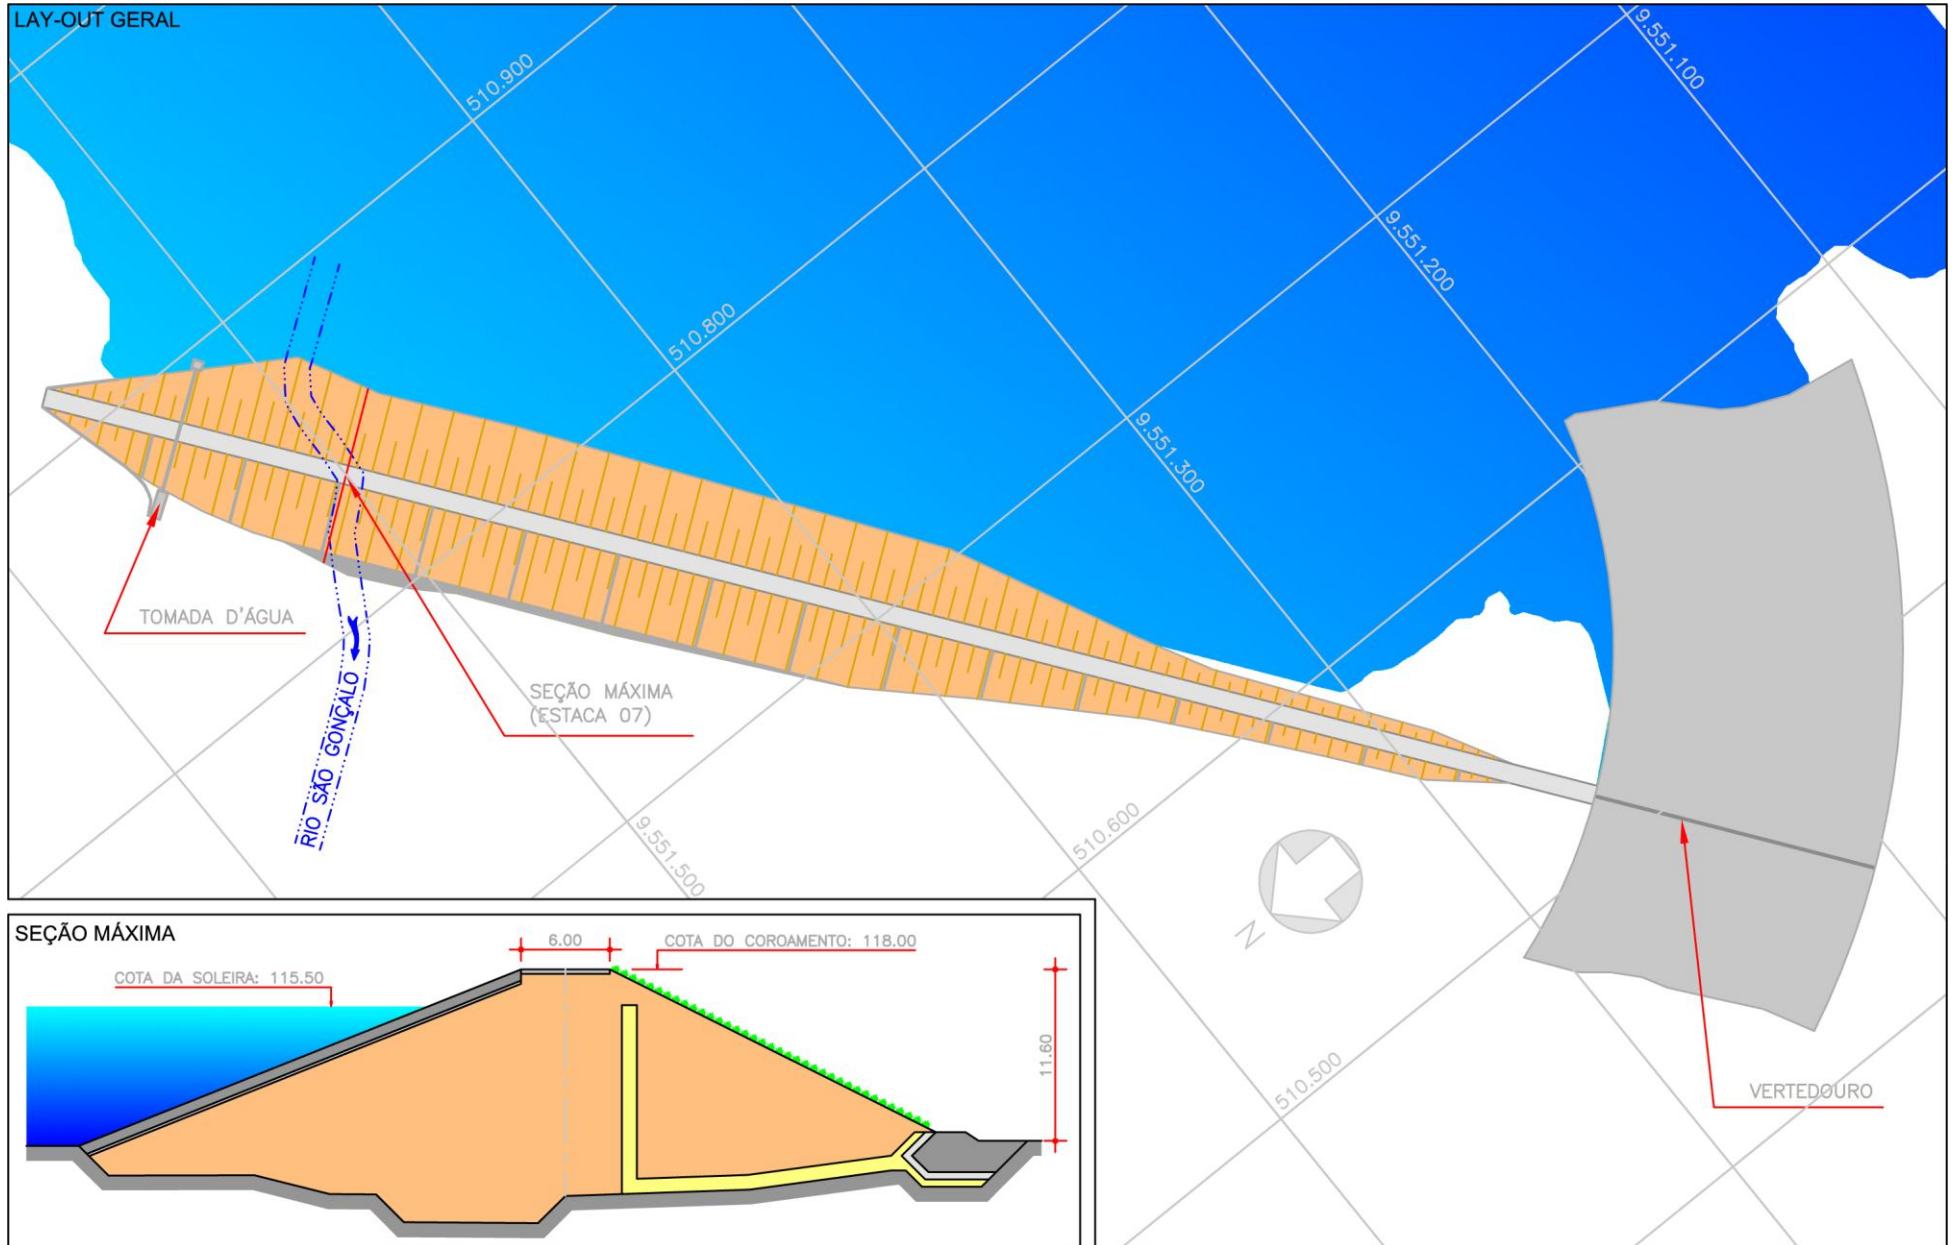 LAY-OUT GERAL
510.900
9.551.100
9.551.200
510.800
9.551.300
TOMADA D'ÁGUA
SEÇÃO MÁXIMA
(ESTACA 07)
RIO SÃO GONÇALO
9.551.500
510.600
N
510.500
VERTEDOURO
SEÇÃO MÁXIMA
6.00
COTA DO COROAMENTO: 118.00
COTA DA SOLEIRA: 115.50
11.60